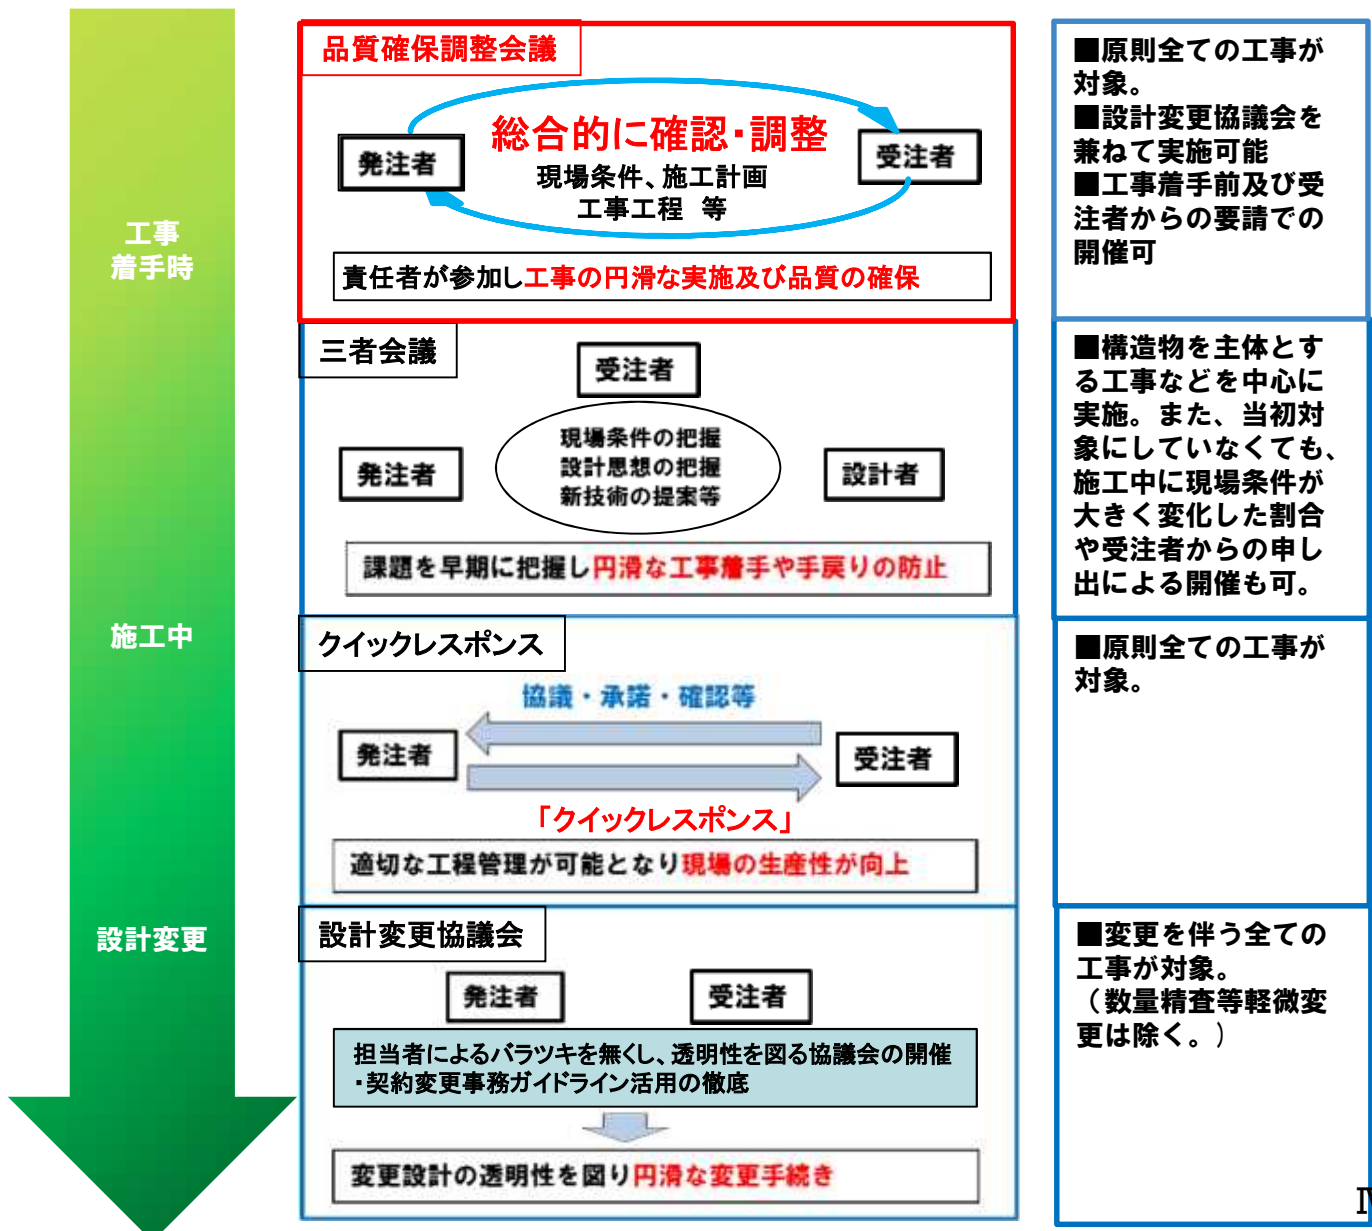 工事
着手時
施工中
設計変更
品質確保調整会議
発注者
総合的に確認・調整
現場条件、施工計画
工事工程 等
受注者
責任者が参加し工事の円滑な実施及び品質の確保
■原則全ての工事が
対象。
■設計変更協議会を
兼ねて実施可能
■工事着手前及び受
注者からの要請での
開催可
三者会議
受注者
発注者
現場条件の把握
設計思想の把握
新技術の提案等
設計者
課題を早期に把握し円滑な工事着手や手戻りの防止
■構造物を主体とす
る工事などを中心に
実施。また、当初対
象にしていなくても、
施工中に現場条件が
大きく変化した割合
や受注者からの申し
出による開催も可。
クイックレスポンス
協議・承諾・確認等
発注者
受注者
「クイックレスポンス」
適切な工程管理が可能となり現場の生産性が向上
■原則全ての工事が
対象。
設計変更協議会
発注者
受注者
担当者によるバラツキを無くし、透明性を図る協議会の開催
・契約変更事務ガイドライン活用の徹底
変更設計の透明性を図り円滑な変更手続き
■変更を伴う全ての
工事が対象。
（数量精査等軽微変
更は除く。）